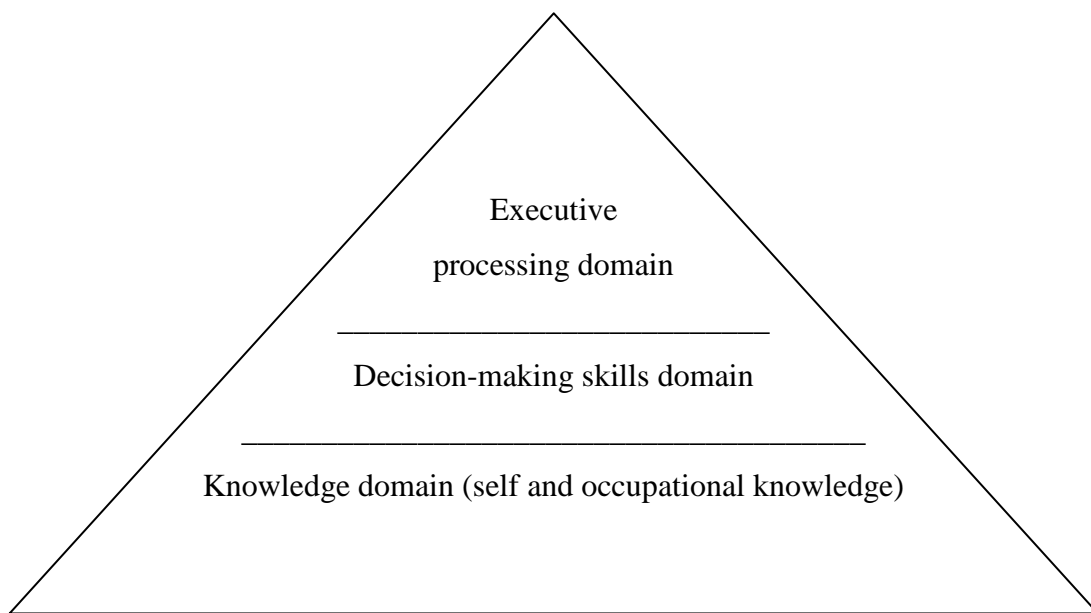 Executive
processing domain
Decision-making skills domain
Knowledge domain (self and occupational knowledge)